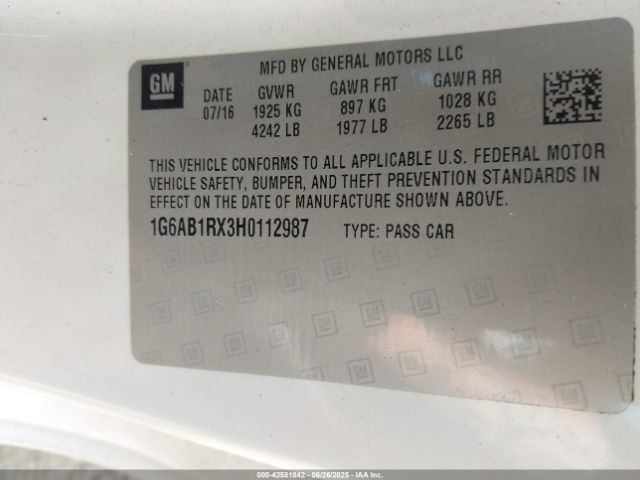 GM
MFD BY GENERAL MOTORS LLC
DATE GVWR GAWR FRT GAWR RR
07/16 1925 KG 897 KG 1028 KG
4242 LB 1977 LB 2265 LB
THIS VEHICLE CONFORMS TO ALL APPLICABLE U.S. FEDERAL MOTOR
VEHICLE SAFETY, BUMPER, AND THEFT PREVENTION STANDARDS IN
EFFECT ON THE DATE OF MANUFACTURE SHOWN ABOVE.
1G6AB1RX3H0112987 TYPE: PASS CAR
000-42581842 - 06/26/2025 - IAA Inc.